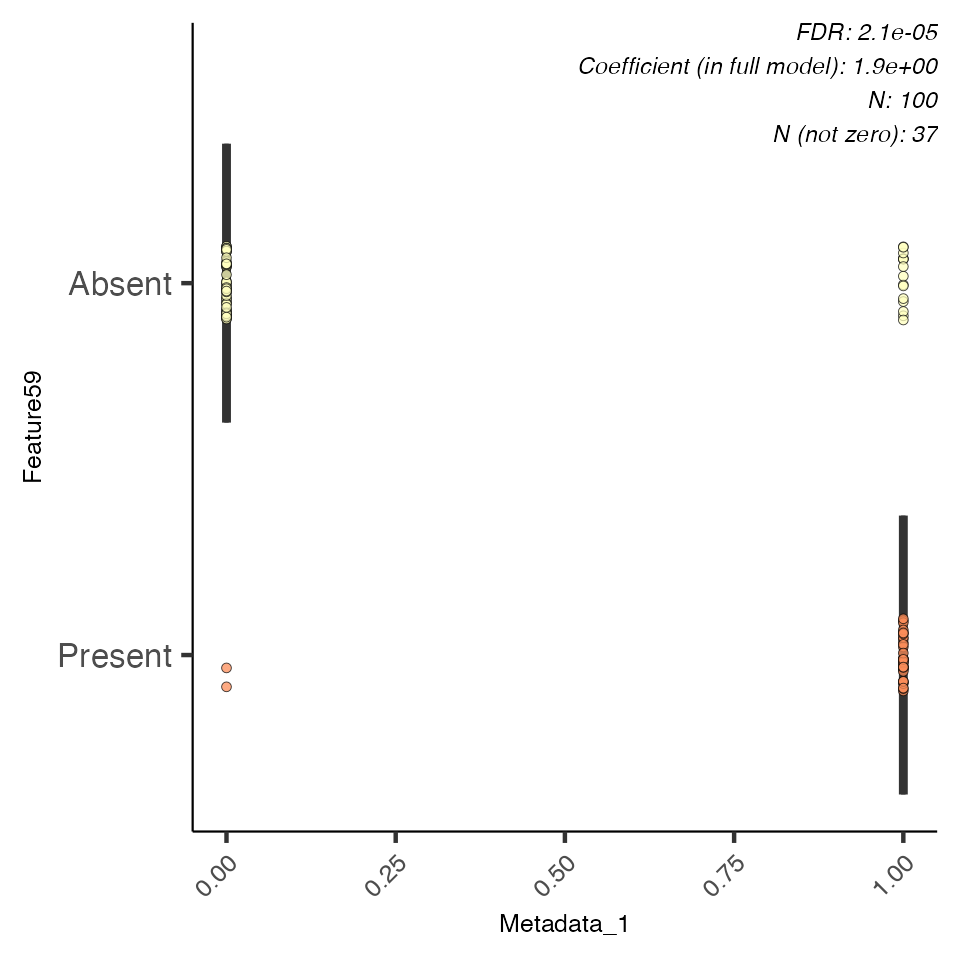 FDR: 2.1e-05
Coefficient (in full model): 1.9e+00
N: 100
N (not zero): 37
Absent
Feature59
Present
0.00
0.25
0.50
0.75
1.00
Metadata_1